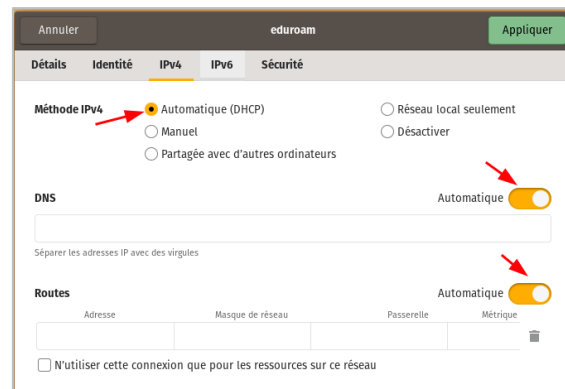 Annuler eduroam Appliquer
Détails Identité IPv4 IPv6 Sécurité
Méthode IPv4 Automatique (DHCP) Réseau local seulement
Manuel Désactiver
Partagée avec d'autres ordinateurs
DNS Automatique
Séparer les adresses IP avec des virgules
Routes Automatique
Adresse Masque de réseau Passerelle Métrique
N'utiliser cette connexion que pour les ressources sur ce réseau